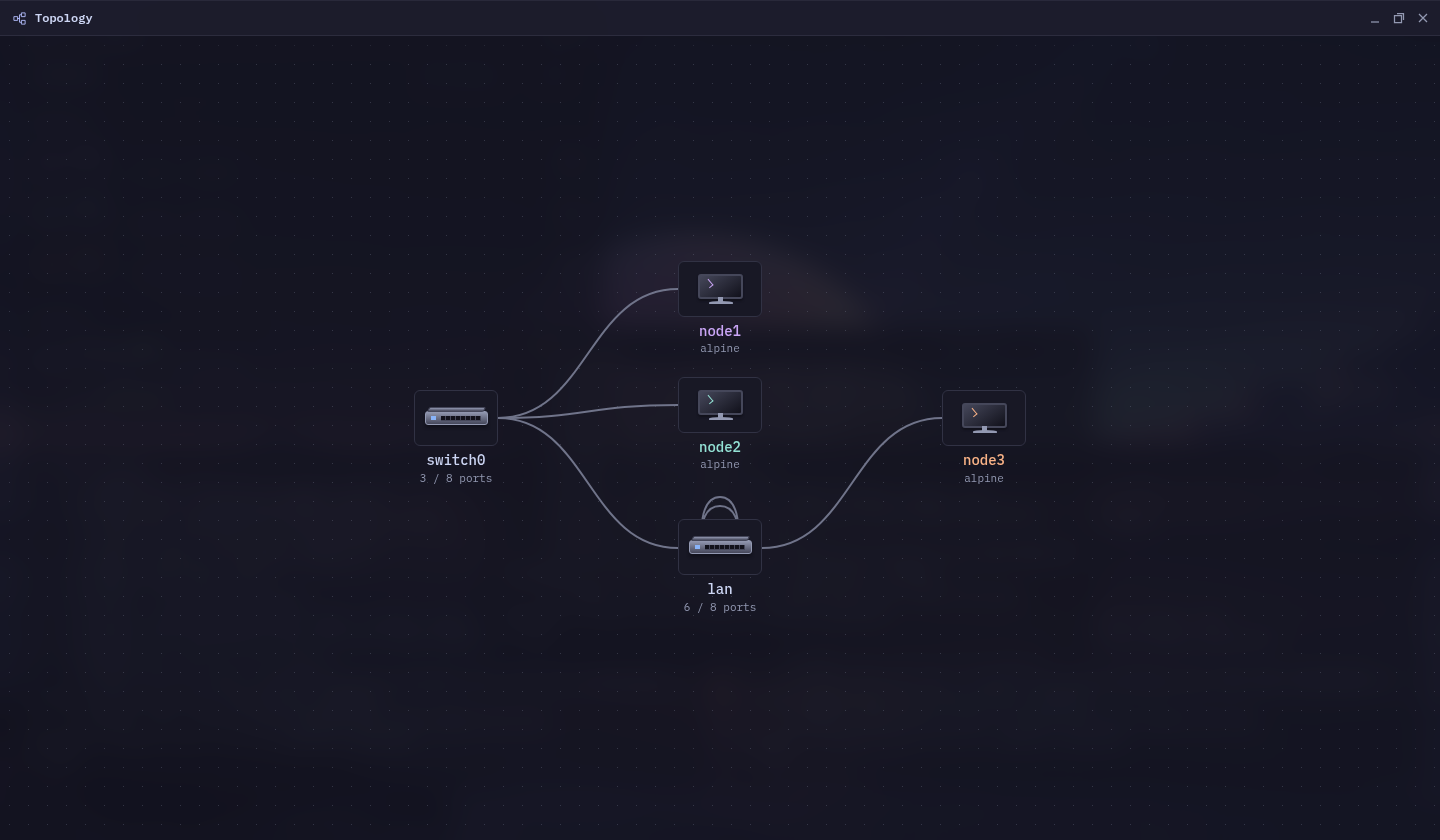 Topology
node1
alpine
node2
alpine
switch0
3 / 8 ports
node3
alpine
lan
6 / 8 ports